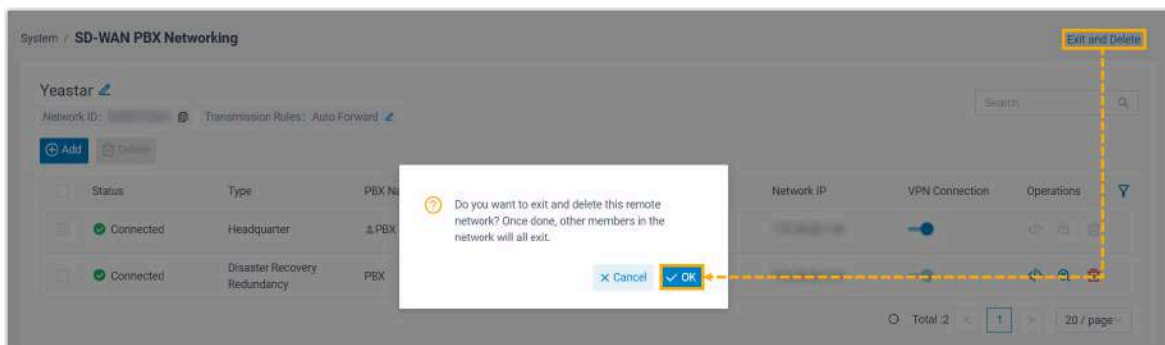 System / SD-WAN PBX Networking
Exit and Delete
Yeastar
Search
Network ID:
Transmission Rules: Auto Forward
Add
Delete
Status Type PBX Na Network IP VPN Connection Operations
Connected Headquarter PBX
Connected Disaster Recovery
Redundancy PBX
Do you want to exit and delete this remote
network? Once done, other members in the
network will all exit.
Cancel OK
Total :2 < 1 > 20 / page